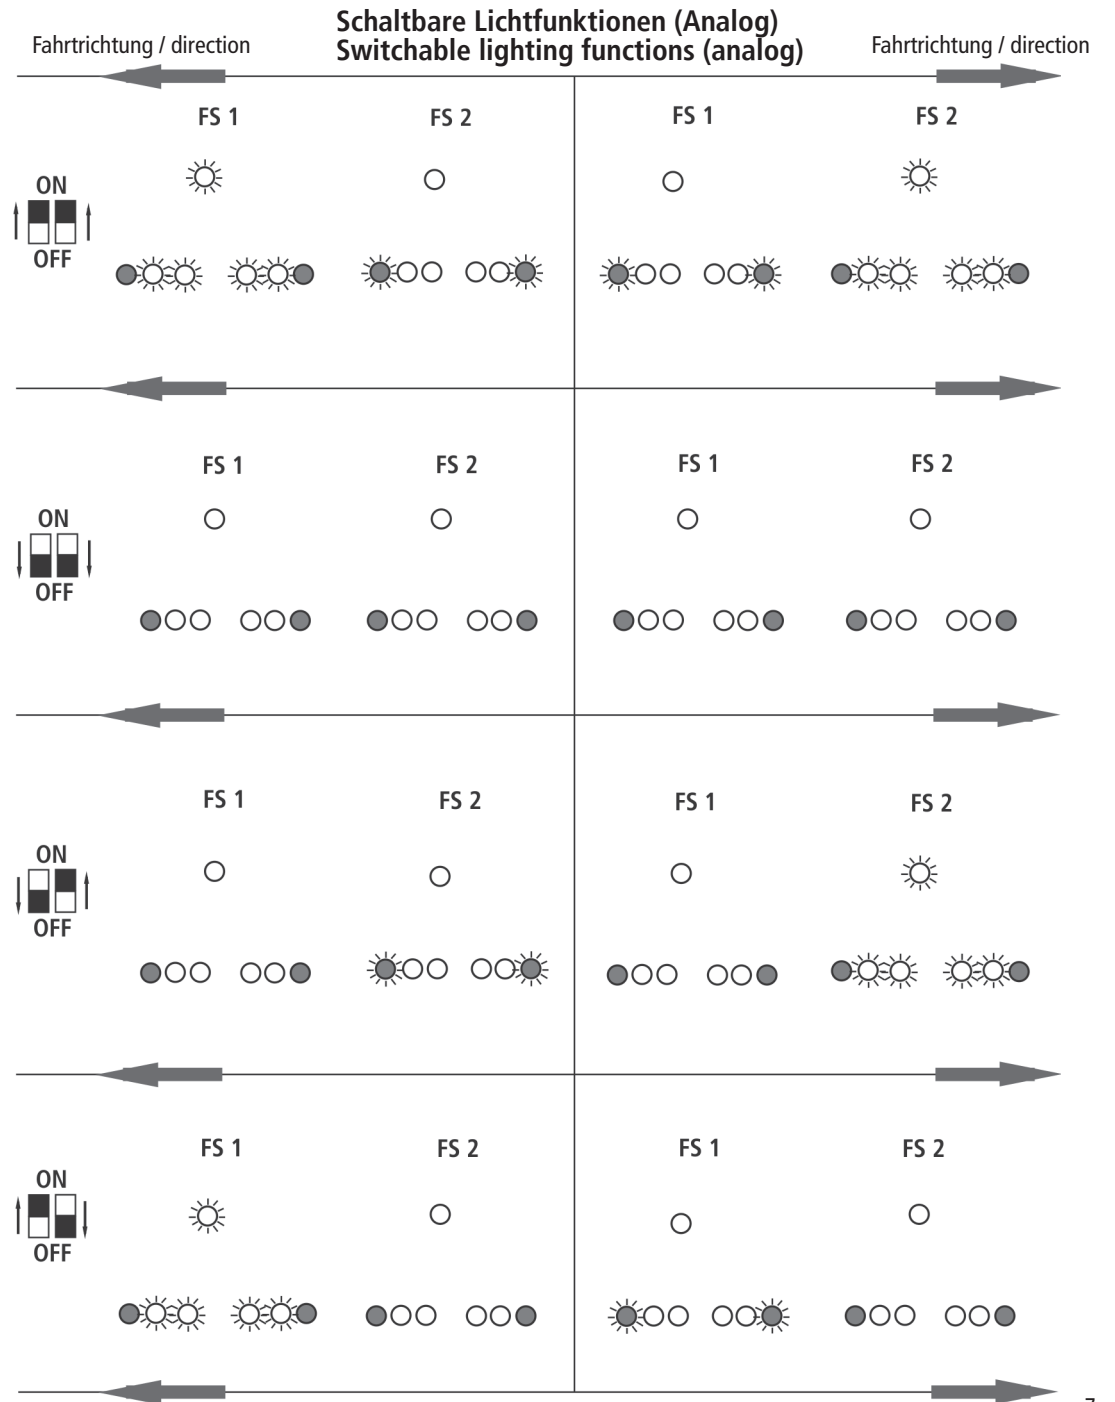 Schaltbare Lichtfunktionen (Analog)
Switchable lighting functions (analog)
Fahrtrichtung / direction
Fahrtrichtung / direction
FS 1
FS 2
FS 1
FS 2
ON
OFF
FS 1
FS 2
FS 1
FS 2
ON
OFF
FS 1
FS 2
FS 1
FS 2
ON
OFF
FS 1
FS 2
FS 1
FS 2
ON
OFF